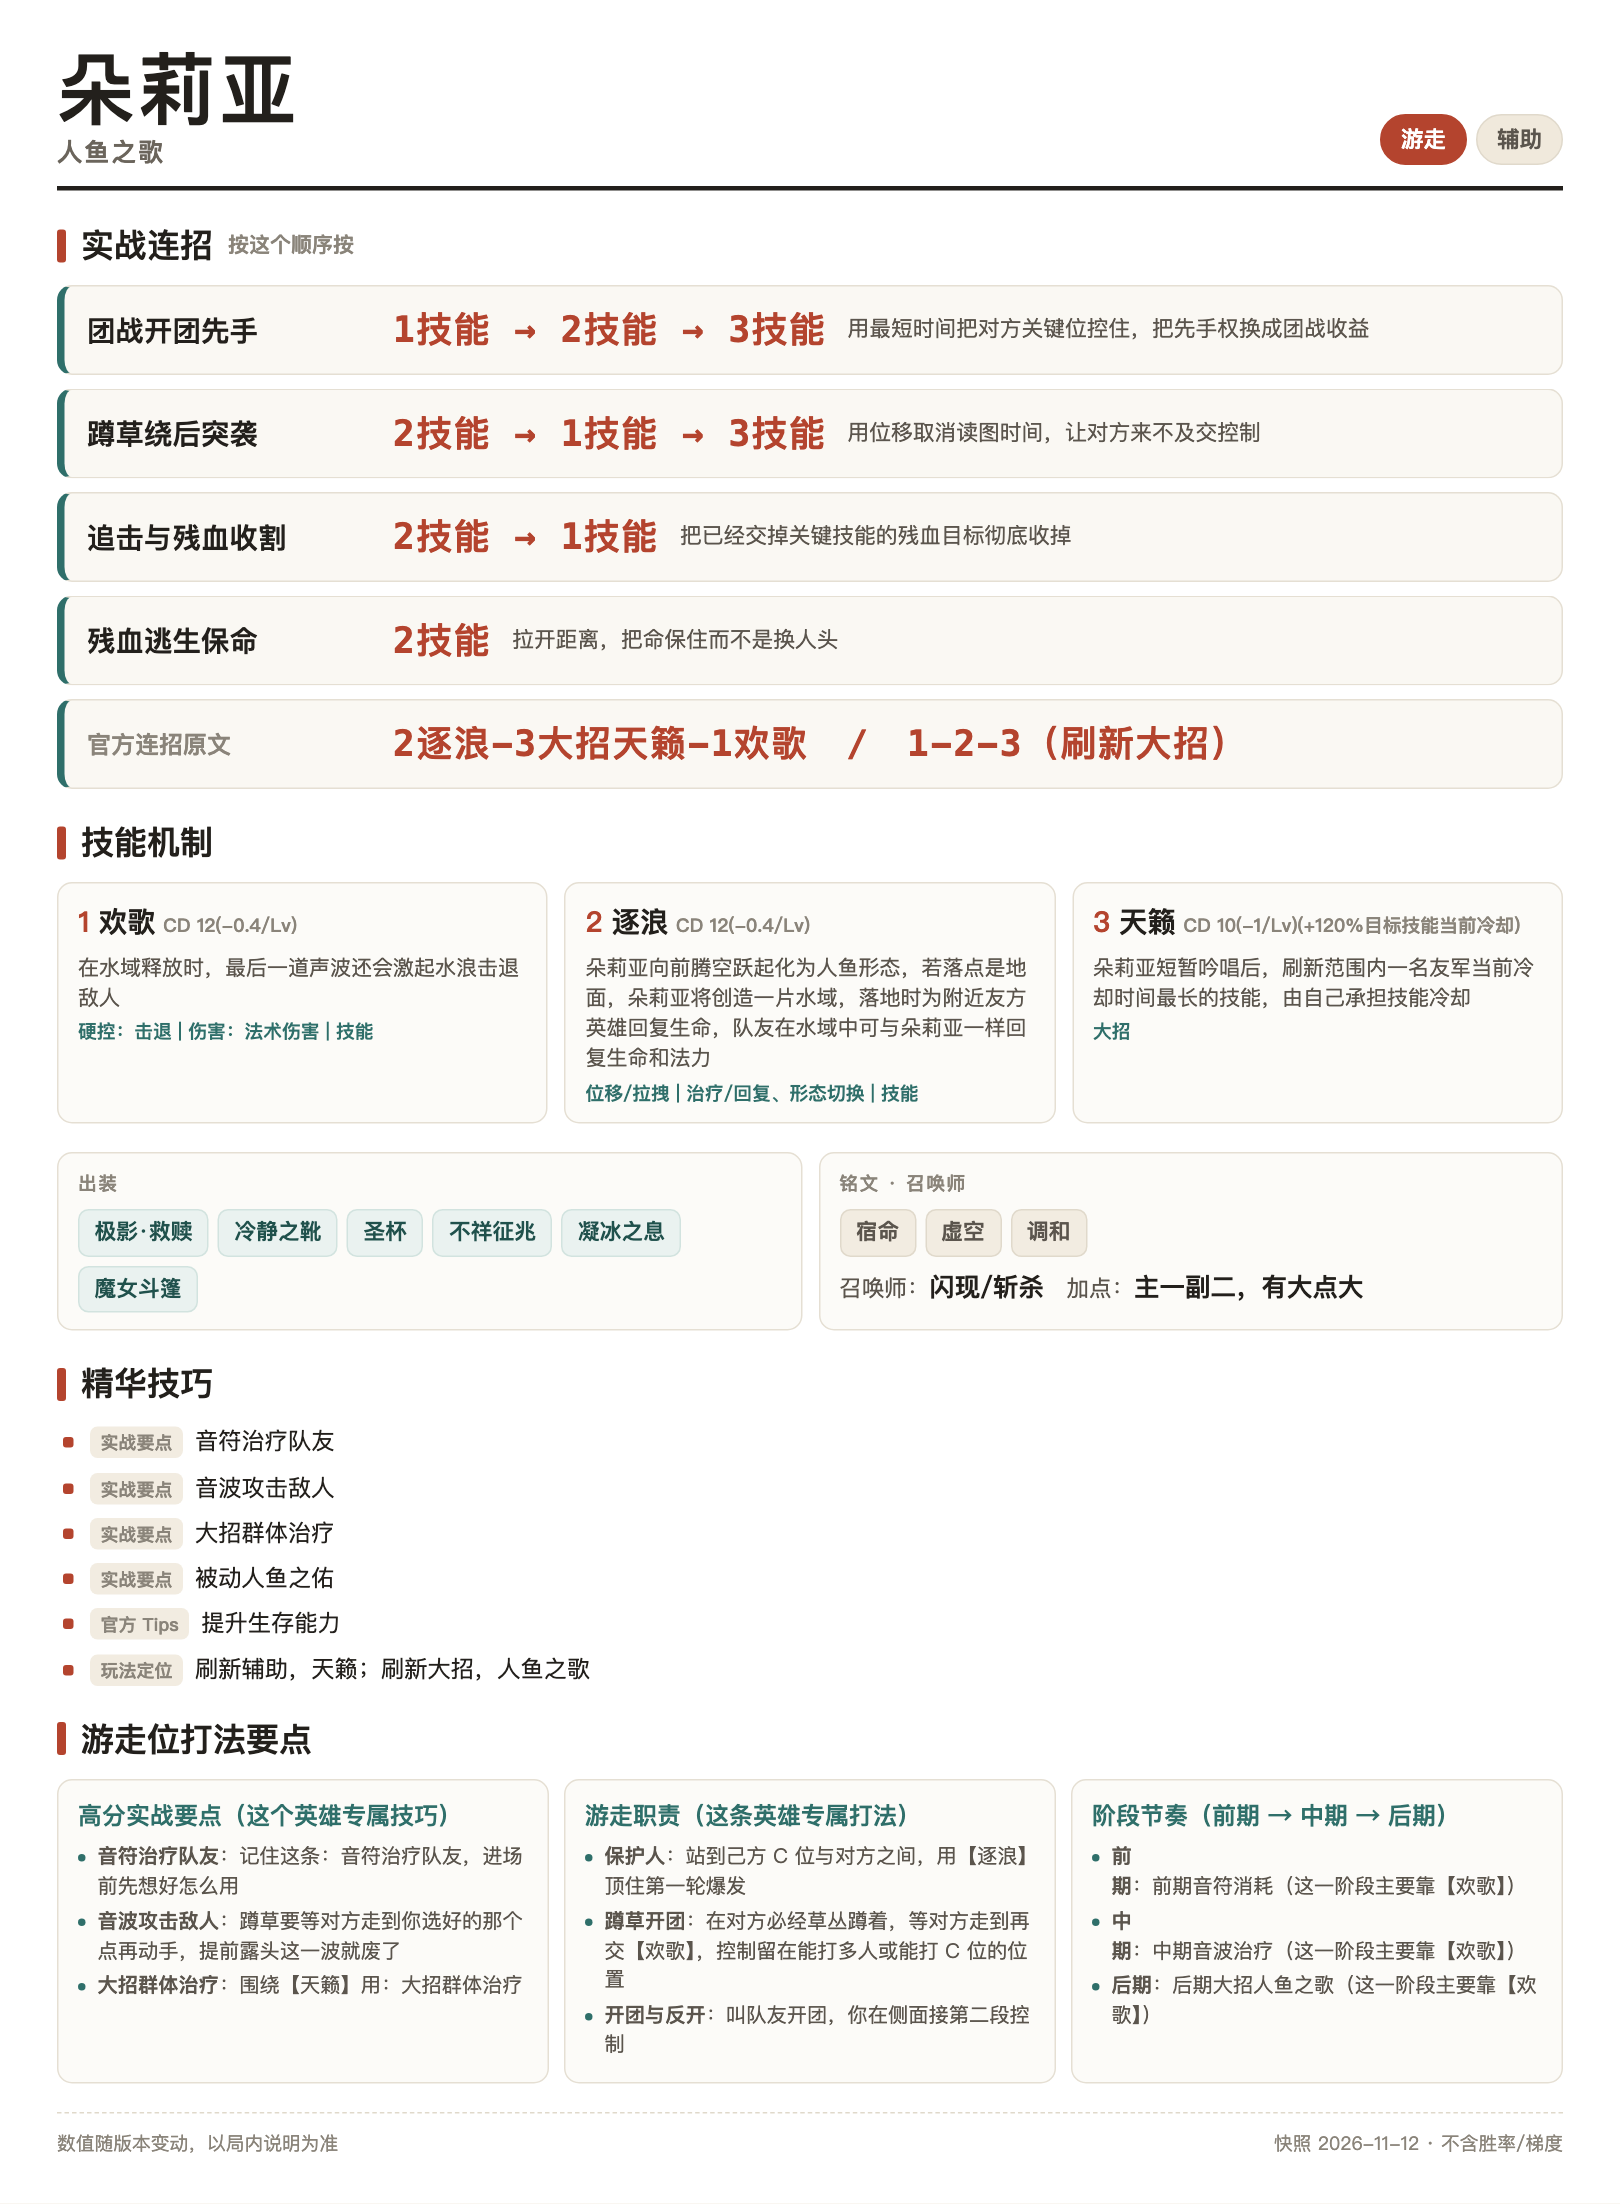 朵莉亚
人鱼之歌
游走 辅助
实战连招 按这个顺序按
团战开团先手 1技能 → 2技能 → 3技能 用最短时间把对方关键位控住，把先手权换成团战收益
蹲草绕后突袭 2技能 → 1技能 → 3技能 用位移取消读图时间，让对方来不及交控制
追击与残血收割 2技能 → 1技能 把已经交掉关键技能的残血目标彻底收掉
残血逃生保命 2技能 拉开距离，把命保住而不是换人头
官方连招原文 2逐浪-3大招天籁-1欢歌 / 1-2-3（刷新大招）
技能机制
1 欢歌 CD 12(-0.4/Lv)
在水域释放时，最后一道声波还会激起水浪击退
敌人
硬控：击退 | 伤害：法术伤害 | 技能
2 逐浪 CD 12(-0.4/Lv)
朵莉亚向前腾空跃起化为人鱼形态，若落点是地
面，朵莉亚将创造一片水域，落地时为附近友方
英雄回复生命，队友在水域中可与朵莉亚一样回
复生命和法力
位移/拉拽 | 治疗/回复、形态切换 | 技能
3 天籁 CD 10(-1/Lv)(+120%目标技能当前冷却)
朵莉亚短暂吟唱后，刷新范围内一名友军当前冷
却时间最长的技能，由自己承担技能冷却
大招
出装
极影·救赎 冷静之靴 圣杯 不祥征兆 凝冰之息
魔女斗篷
铭文 · 召唤师
宿命 虚空 调和
召唤师：闪现/斩杀 加点：主一副二，有大点大
精华技巧
实战要点 音符治疗队友
实战要点 音波攻击敌人
实战要点 大招群体治疗
实战要点 被动人鱼之佑
官方 Tips 提升生存能力
玩法定位 刷新辅助，天籁；刷新大招，人鱼之歌
游走位打法要点
高分实战要点（这个英雄专属技巧）
音符治疗队友：记住这条：音符治疗队友，进场
前先想好怎么用
音波攻击敌人：蹲草要等对方走到你选好的那个
点再动手，提前露头这一波就废了
大招群体治疗：围绕【天籁】用：大招群体治疗
游走职责（这条英雄专属打法）
保护人：站到己方 C 位与对方之间，用【逐浪】
顶住第一轮爆发
蹲草开团：在对方必经草丛蹲着，等对方走到再
交【欢歌】，控制留在能打多人或能打 C 位的位
置
开团与反开：叫队友开团，你在侧面接第二段控
制
阶段节奏（前期 → 中期 → 后期）
前
期：前期音符消耗（这一阶段主要靠【欢歌】）
中
期：中期音波治疗（这一阶段主要靠【欢歌】）
后期：后期大招人鱼之歌（这一阶段主要靠【欢
歌】）
数值随版本变动，以局内说明为准
快照 2026-11-12 · 不含胜率/梯度